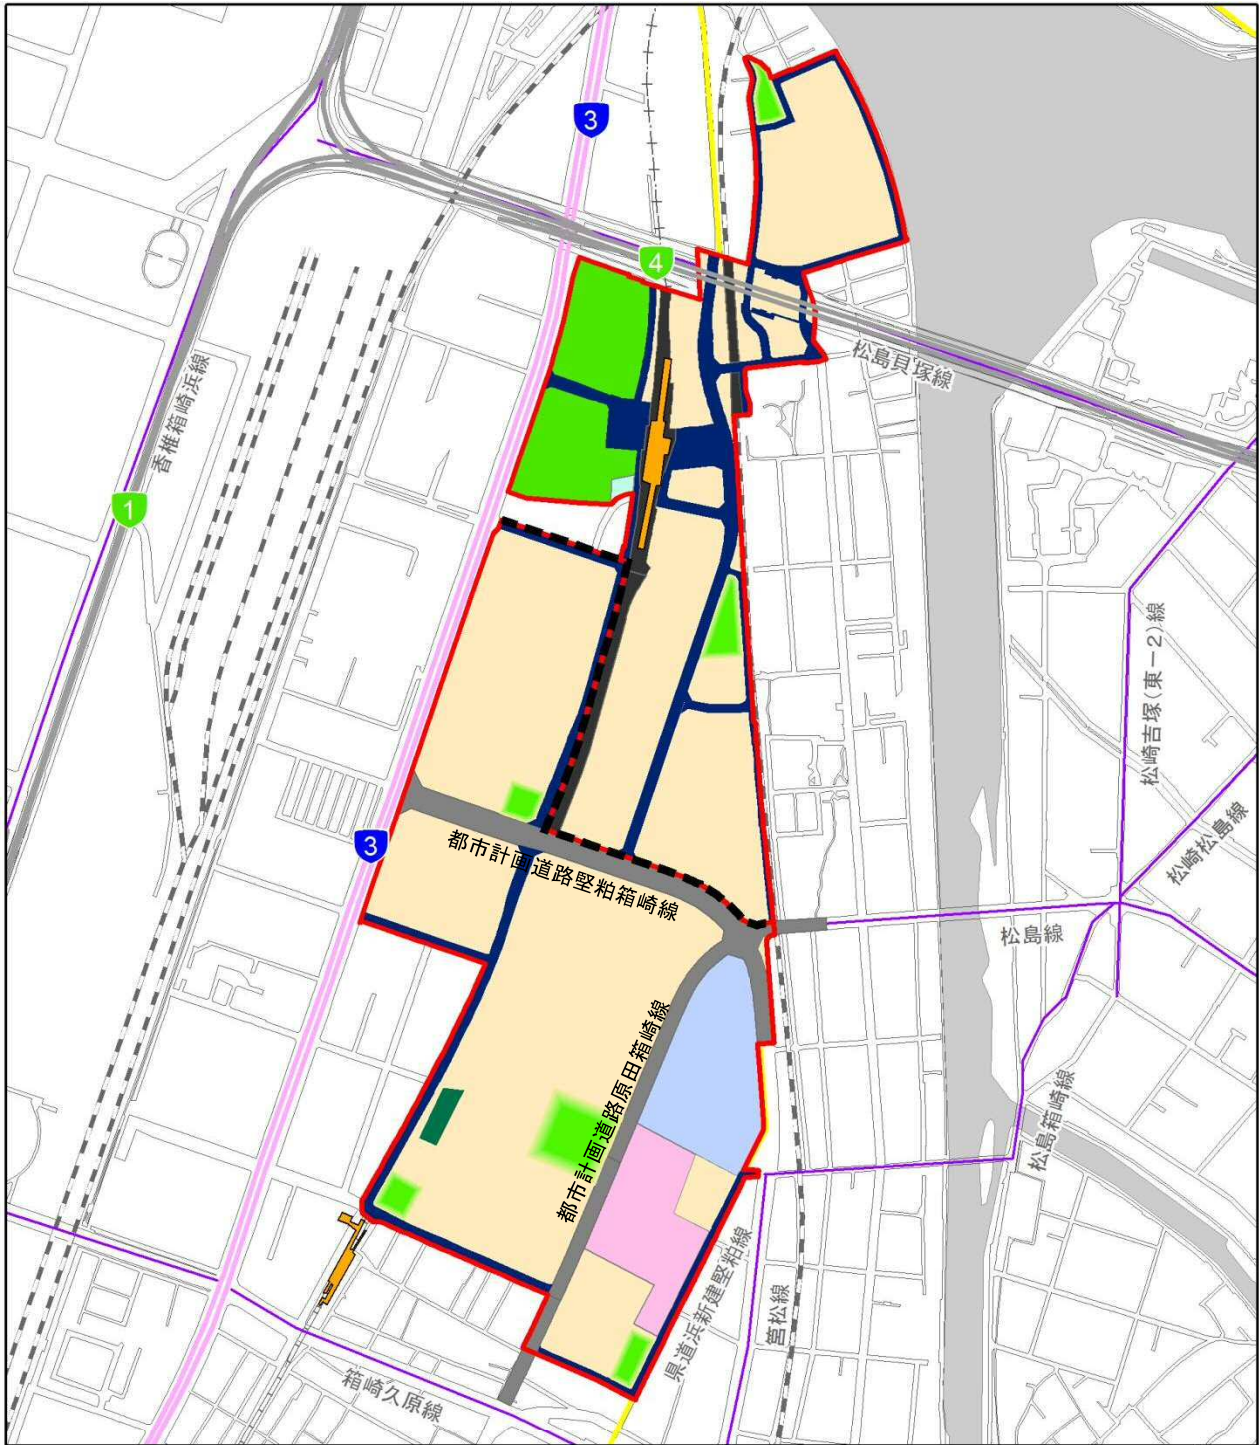 3
4
松島貝塚線
香椎箱崎浜線
1
松崎吉塚(東−2)線
松崎松島線
3
都市計画道路堅粕箱崎線
松島線
都市計画道路原田箱崎線
松島箱崎線
県道浜新建堅粕線
宮松線
箱崎久原線